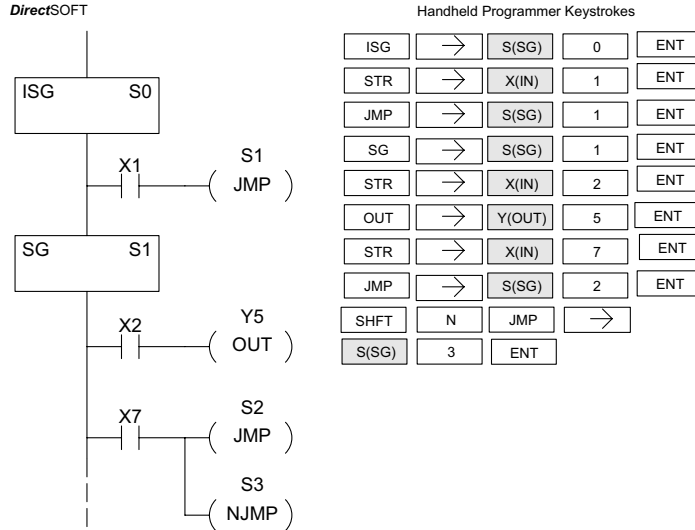 DirectSOFT
ISG S0
X1
S1
JMP
SG S1
X2
Y5
OUT
X7
S2
JMP
S3
NJMP
Handheld Programmer Keystrokes
ISG → S(SG) 0 ENT
STR → X(IN) 1 ENT
JMP → S(SG) 1 ENT
SG → S(SG) 1 ENT
STR → X(IN) 2 ENT
OUT → Y(OUT) 5 ENT
STR → X(IN) 7 ENT
JMP → S(SG) 2 ENT
SHFT N JMP →
S(SG) 3 ENT